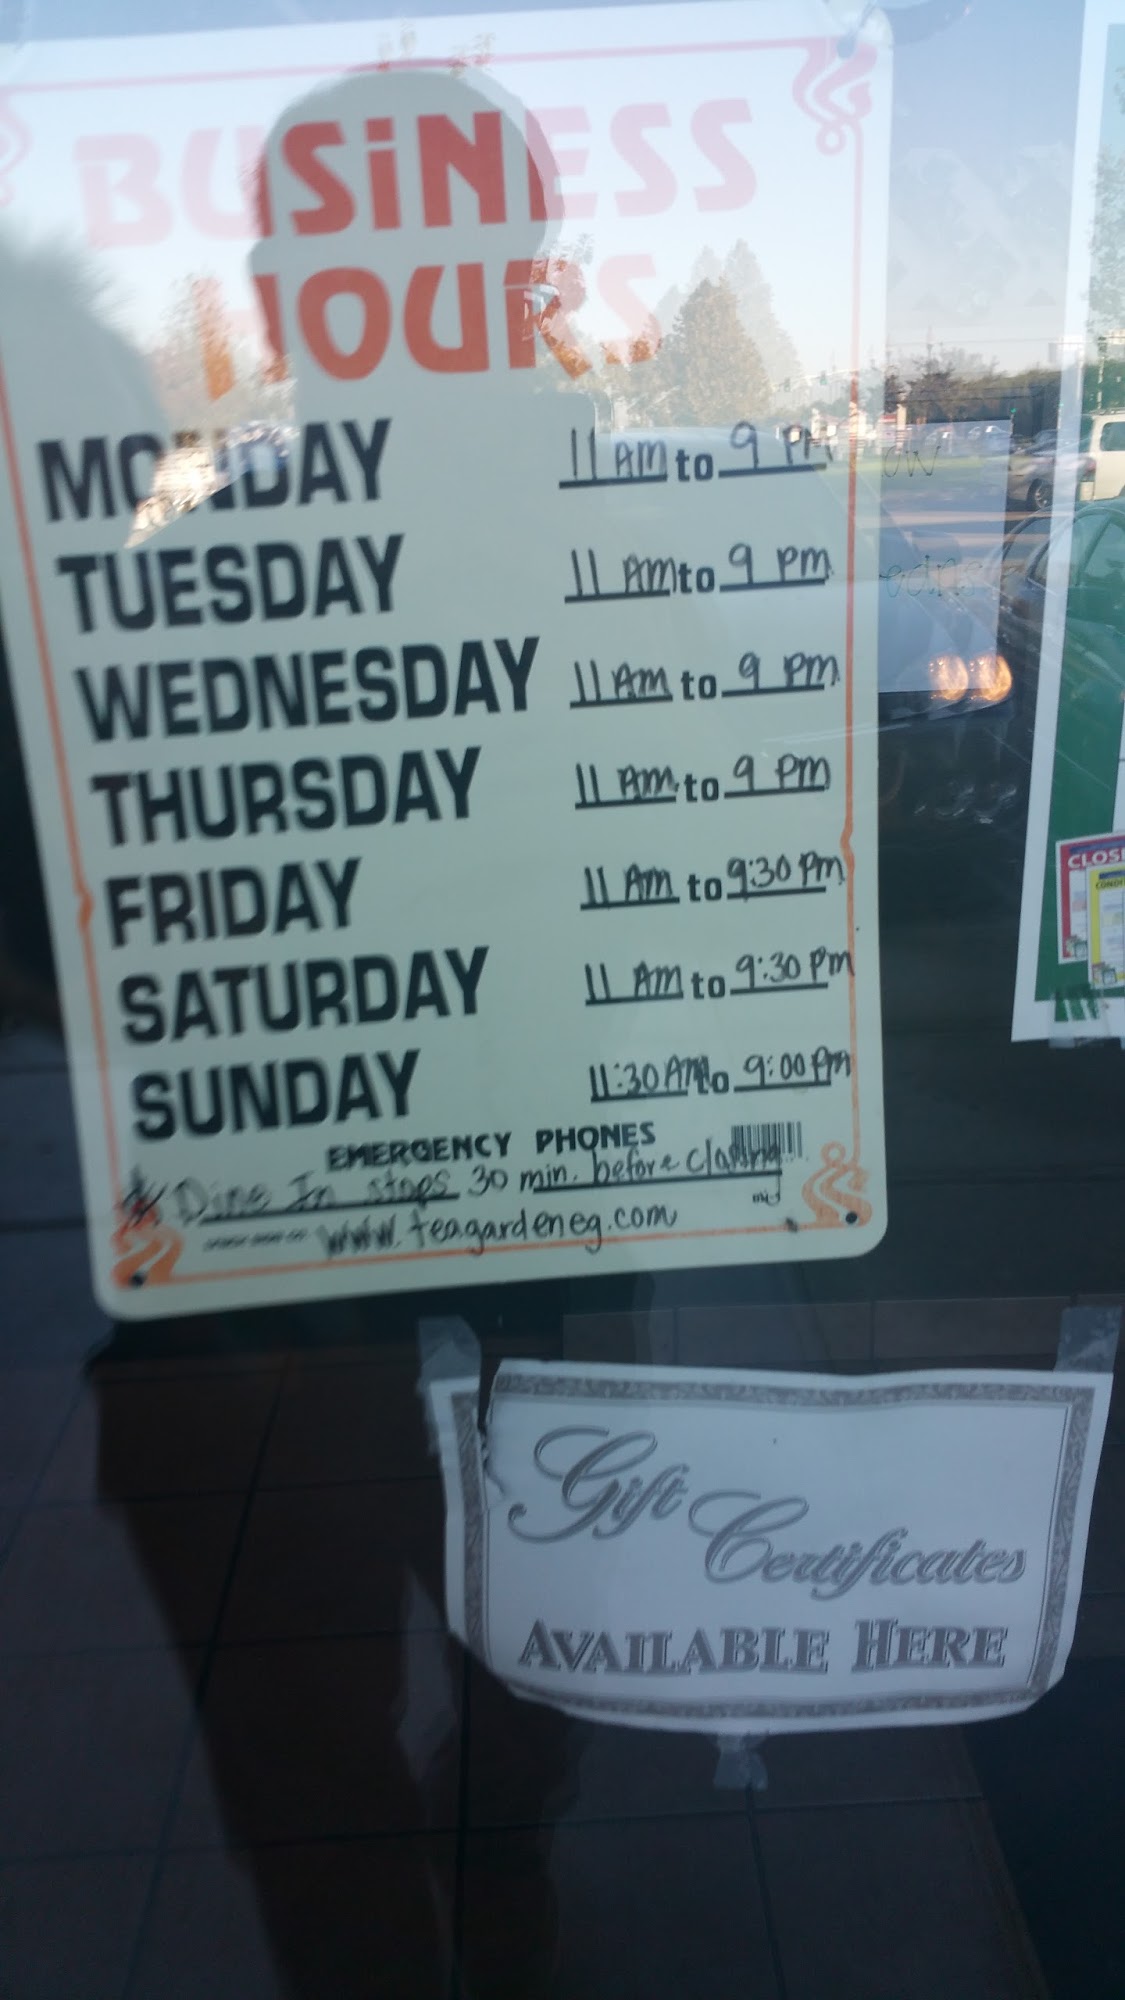 BUSiNESS
HOURS
MONDAY 11 AM to 9 PM
TUESDAY 11 AM to 9 PM
WEDNESDAY 11 AM to 9 PM
THURSDAY 11 AM to 9 PM
FRIDAY 11 AM to 9:30 PM
SATURDAY 11 AM to 9:30 PM
SUNDAY 11:30 AM to 9:00 PM
EMERGENCY PHONES
* Dine In stops 30 min. before closing
www.teagardeneg.com
Gift
Certificates
AVAILABLE HERE